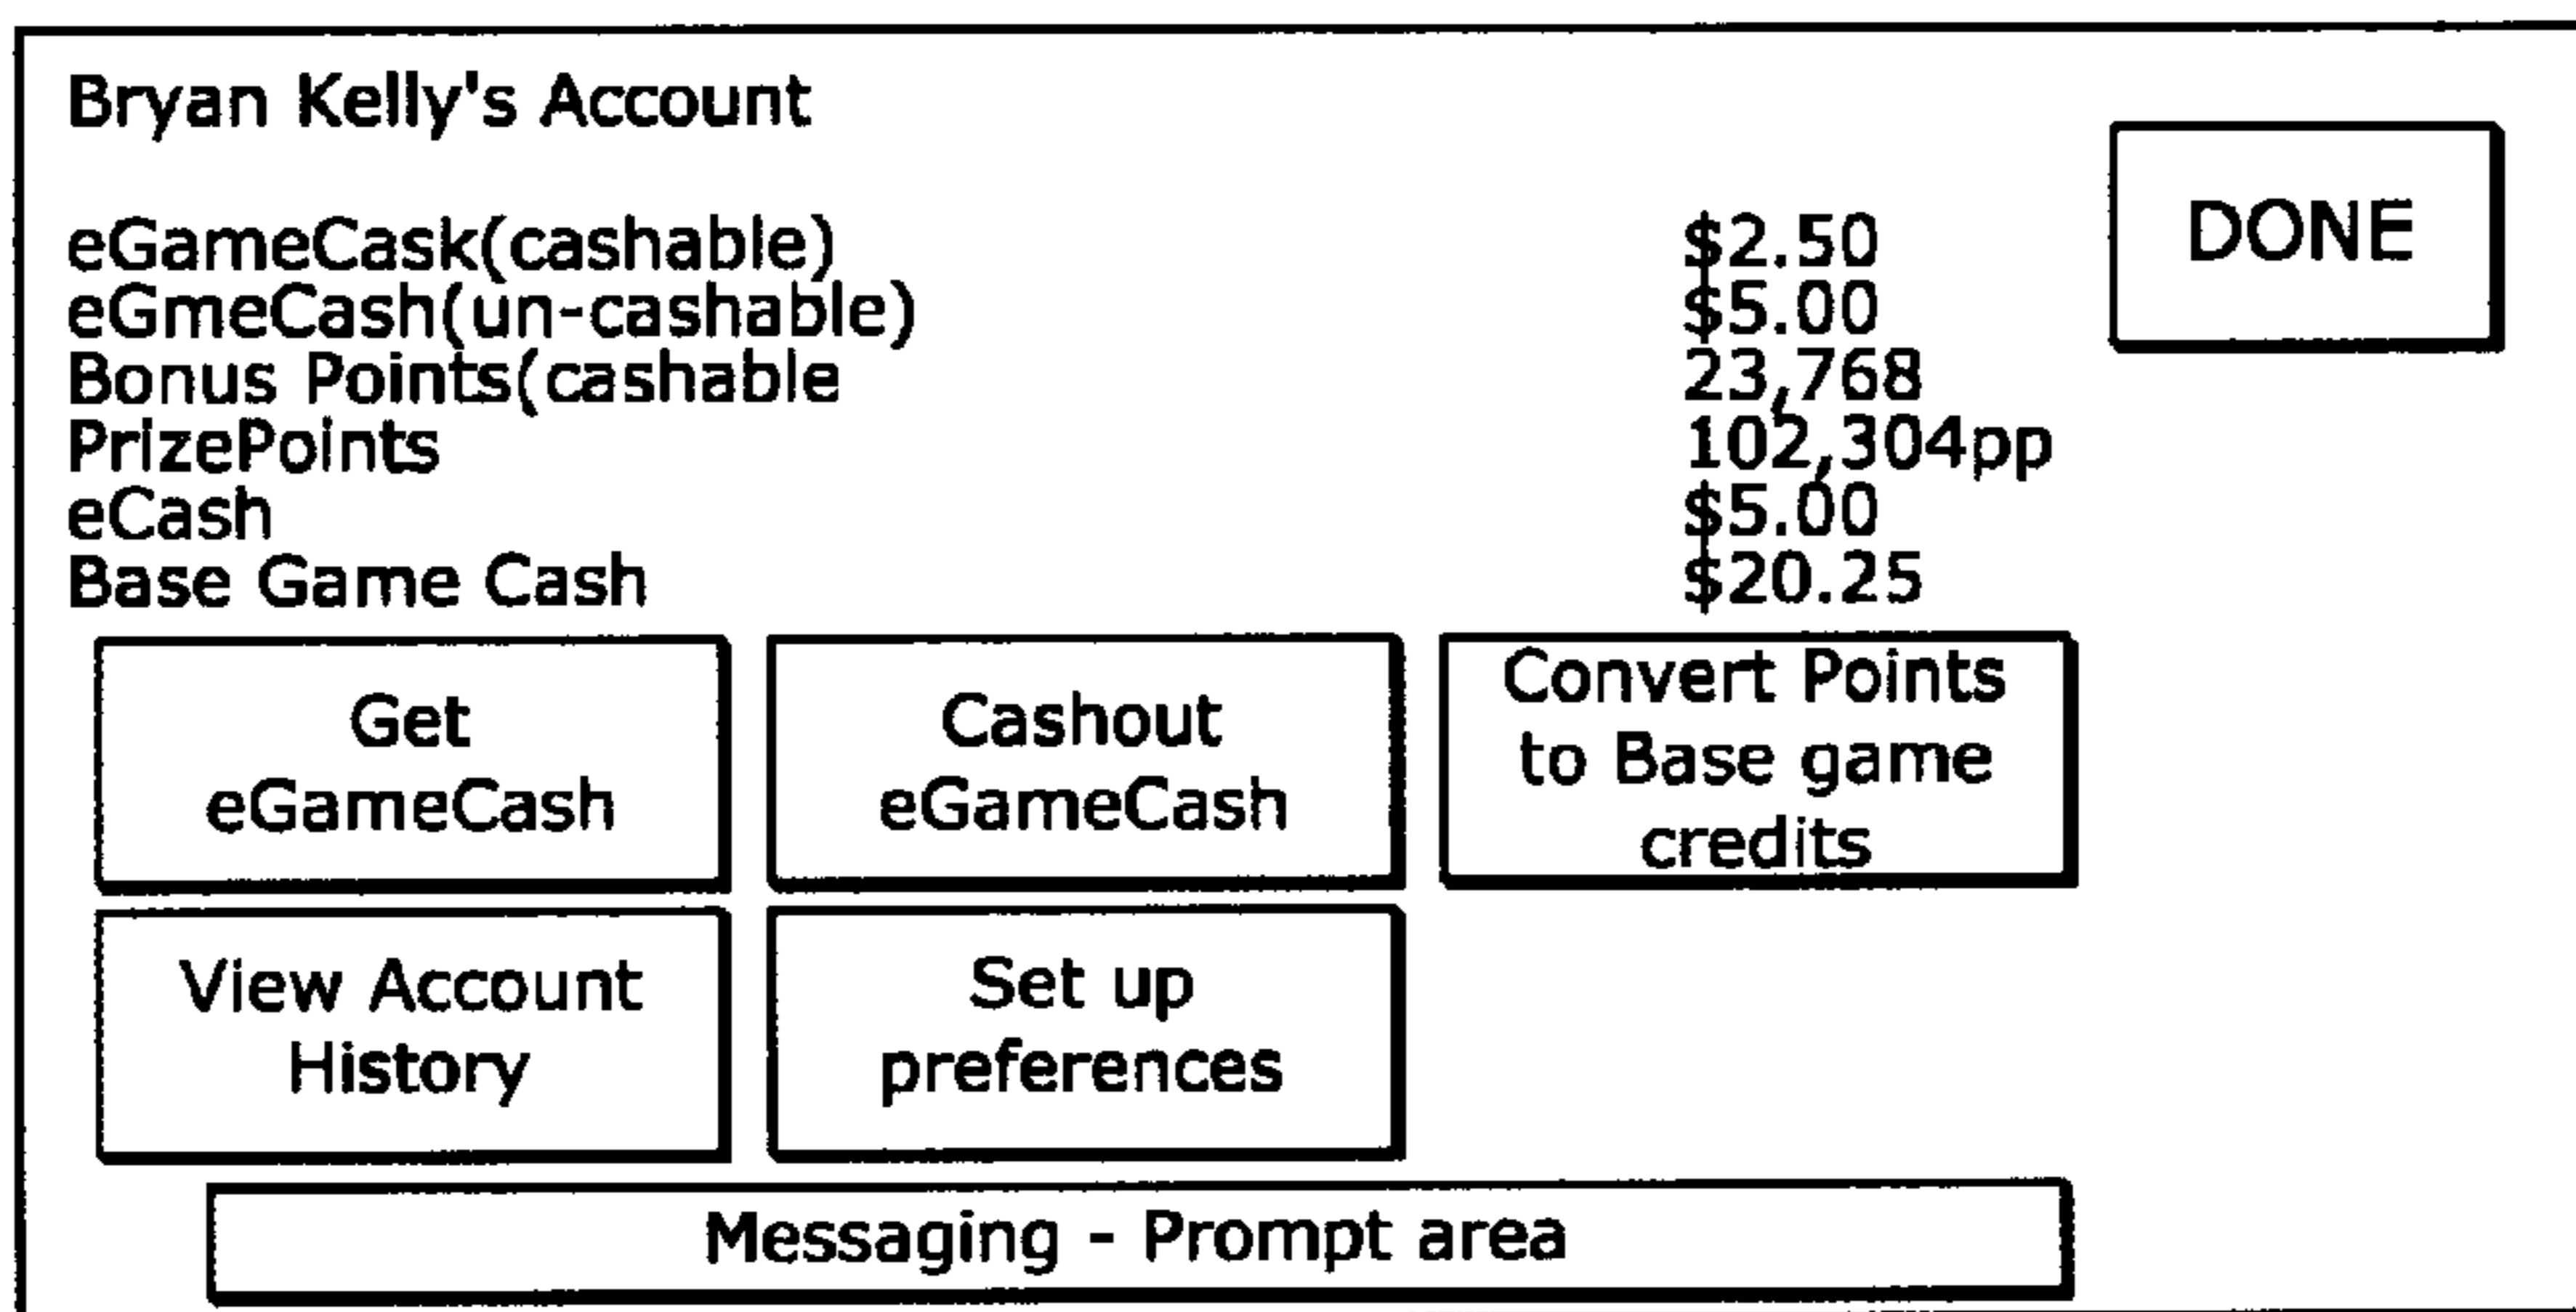 Bryan Kelly's Account
DONE
eGameCask(cashable) $2.50
eGmeCash(un-cashable) $5.00
Bonus Points(cashable 23,768
PrizePoints 102,304pp
eCash $5.00
Base Game Cash $20.25
Get
eGameCash
Cashout
eGameCash
Convert Points
to Base game
credits
View Account
History
Set up
preferences
Messaging - Prompt area